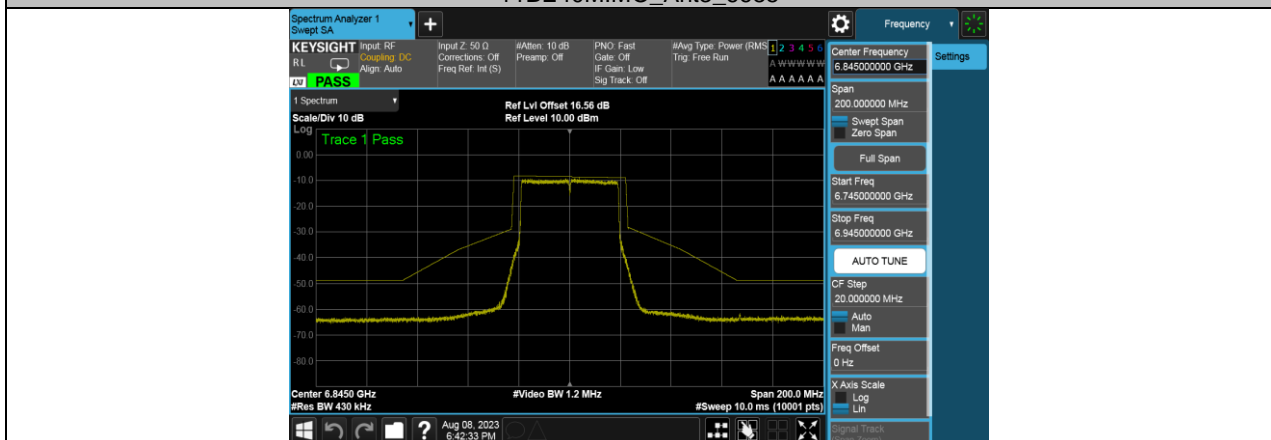 Spectrum Analyzer 1
Swept SA
Frequency
KEYSIGHT
RL
LXI PASS
Input: RF
Coupling: DC
Align: Auto
Input Z: 50 Ω
Corrections: Off
Freq Ref: Int (S)
#Atten: 10 dB
Preamp: Off
PNO: Fast
Gate: Off
IF Gain: Low
Sig Track: Off
#Avg Type: Power (RMS
Trig: Free Run
1 2 3 4 5 6
A W W W W W
A A A A A A
Center Frequency
6.845000000 GHz
Settings
1 Spectrum
Scale/Div 10 dB
Ref Lvl Offset 16.56 dB
Ref Level 10.00 dBm
Span
200.000000 MHz
Swept Span
Zero Span
Full Span
Start Freq
6.745000000 GHz
Stop Freq
6.945000000 GHz
AUTO TUNE
CF Step
20.000000 MHz
Auto
Man
Freq Offset
0 Hz
X Axis Scale
Log
Lin
Signal Track
Log
Trace 1 Pass
0.00
-10.0
-20.0
-30.0
-40.0
-50.0
-60.0
-70.0
-80.0
Center 6.8450 GHz
#Res BW 430 kHz
#Video BW 1.2 MHz
Span 200.0 MHz
#Sweep 10.0 ms (10001 pts)
?
Aug 08, 2023
6:42:33 PM